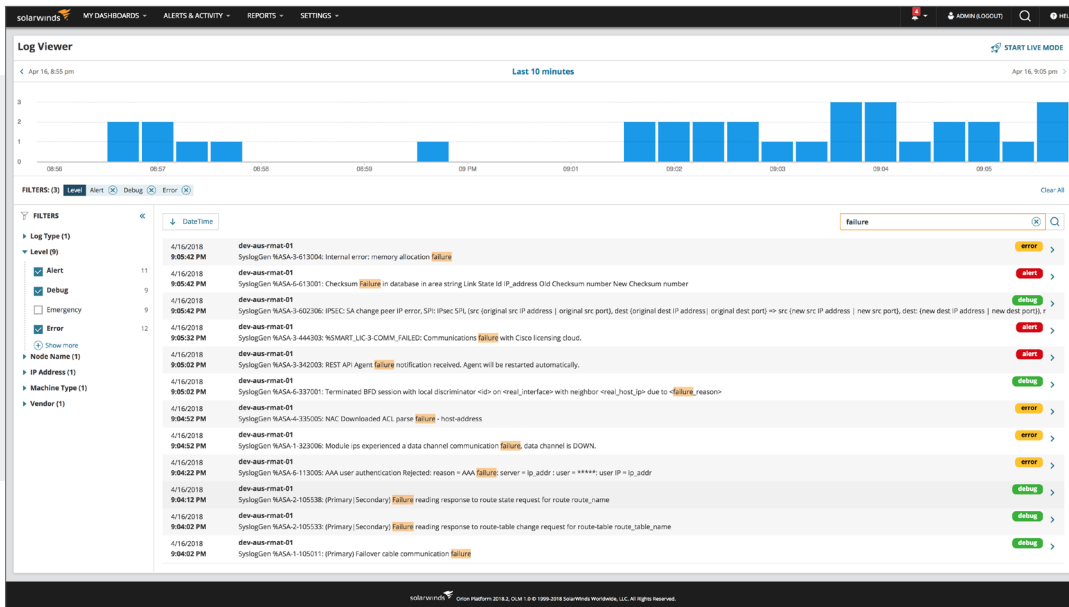 solarwinds MY DASHBOARDS ALERTS & ACTIVITY REPORTS SETTINGS 4 ADMIN (LOGOUT) HEL
Log Viewer START LIVE MODE
Apr 16, 8:55 pm Last 10 minutes Apr 16, 9:05 pm
3
2
1
0
08:56 08:57 08:58 08:59 09 PM 09:01 09:02 09:03 09:04 09:05
FILTERS: (3) Level Alert Debug Error Clear All
FILTERS « DateTime failure
Log Type (1)
Level (9)
Alert 11
Debug 9
Emergency 9
Error 12
Show more
Node Name (1)
IP Address (1)
Machine Type (1)
Vendor (1)
4/16/2018 dev-aus-rmat-01 error
9:05:42 PM SyslogGen %ASA-3-613004: Internal error: memory allocation failure
4/16/2018 dev-aus-rmat-01 alert
9:05:42 PM SyslogGen %ASA-6-613001: Checksum Failure in database in area string Link State Id IP_address Old Checksum number New Checksum number
4/16/2018 dev-aus-rmat-01 debug
9:05:42 PM SyslogGen %ASA-3-602306: IPSEC: SA change peer IP error, SPI: IPsec SPI, (src {original src IP address | original src port}, dest {original dest IP address| original dest port} => src {new src IP address | new src port}, dest: {new dest IP address | new dest port}), r
4/16/2018 dev-aus-rmat-01 alert
9:05:32 PM SyslogGen %ASA-3-444303: %SMART_LIC-3-COMM_FAILED: Communications failure with Cisco licensing cloud.
4/16/2018 dev-aus-rmat-01 alert
9:05:02 PM SyslogGen %ASA-3-342003: REST API Agent failure notification received. Agent will be restarted automatically.
4/16/2018 dev-aus-rmat-01 debug
9:05:02 PM SyslogGen %ASA-6-337001: Terminated BFD session with local discriminator <id> on <real_interface> with neighbor <real_host_ip> due to <failure_reason>
4/16/2018 dev-aus-rmat-01 error
9:04:52 PM SyslogGen %ASA-4-335005: NAC Downloaded ACL parse failure - host-address
4/16/2018 dev-aus-rmat-01 error
9:04:52 PM SyslogGen %ASA-1-323006: Module ips experienced a data channel communication failure, data channel is DOWN.
4/16/2018 dev-aus-rmat-01 error
9:04:22 PM SyslogGen %ASA-6-113005: AAA user authentication Rejected: reason = AAA failure: server = ip_addr : user = *****: user IP = ip_addr
4/16/2018 dev-aus-rmat-01 debug
9:04:12 PM SyslogGen %ASA-2-105538: (Primary|Secondary) Failure reading response to route state request for route route_name
4/16/2018 dev-aus-rmat-01 debug
9:04:02 PM SyslogGen %ASA-2-105533: (Primary|Secondary) Failure reading response to route-table change request for route-table route_table_name
4/16/2018 dev-aus-rmat-01 debug
9:04:02 PM SyslogGen %ASA-1-105011: (Primary) Failover cable communication failure
solarwinds Orion Platform 2018.2, OLM 1.0 © 1999-2018 SolarWinds Worldwide, LLC. All Rights Reserved.